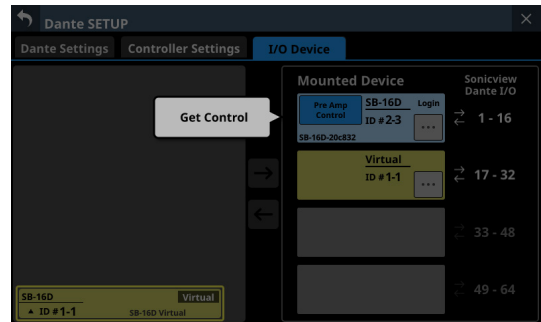 Dante SETUP
Dante Settings
Controller Settings
I/O Device
Mounted Device
Sonicview
Dante I/O
Pre Amp
Control
SB-16D
Login
ID # 2-3
...
SB-16D-20c832
1 - 16
Get Control
Virtual
ID # 1-1
...
17 - 32
33 - 48
49 - 64
SB-16D
Virtual
ID # 1-1
SB-16D Virtual